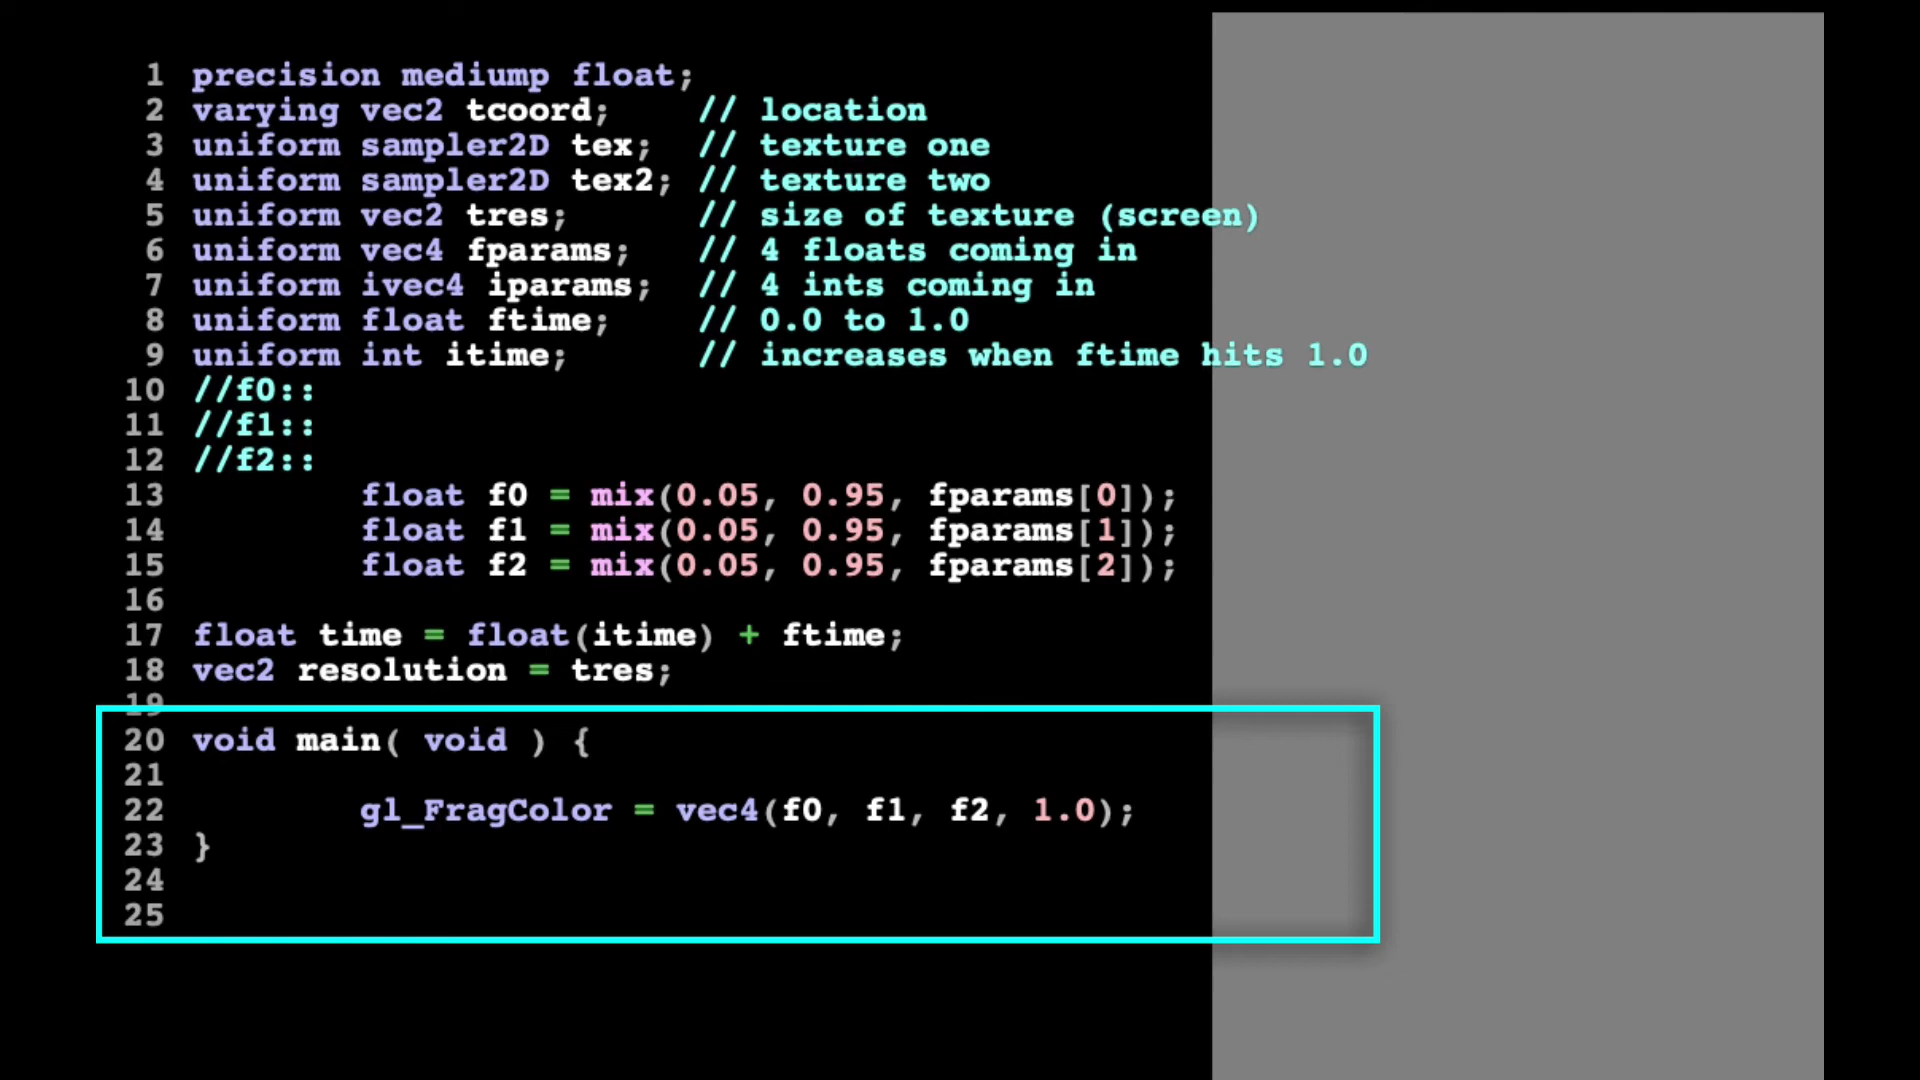 1 precision mediump float;
2 varying vec2 tcoord; // location
3 uniform sampler2D tex; // texture one
4 uniform sampler2D tex2; // texture two
5 uniform vec2 tres; // size of texture (screen)
6 uniform vec4 fparams; // 4 floats coming in
7 uniform ivec4 iparams; // 4 ints coming in
8 uniform float ftime; // 0.0 to 1.0
9 uniform int itime; // increases when ftime hits 1.0
10 //f0::
11 //f1::
12 //f2::
13 float f0 = mix(0.05, 0.95, fparams[0]);
14 float f1 = mix(0.05, 0.95, fparams[1]);
15 float f2 = mix(0.05, 0.95, fparams[2]);
16
17 float time = float(itime) + ftime;
18 vec2 resolution = tres;
19
20 void main( void ) {
21
22 gl_FragColor = vec4(f0, f1, f2, 1.0);
23 }
24
25